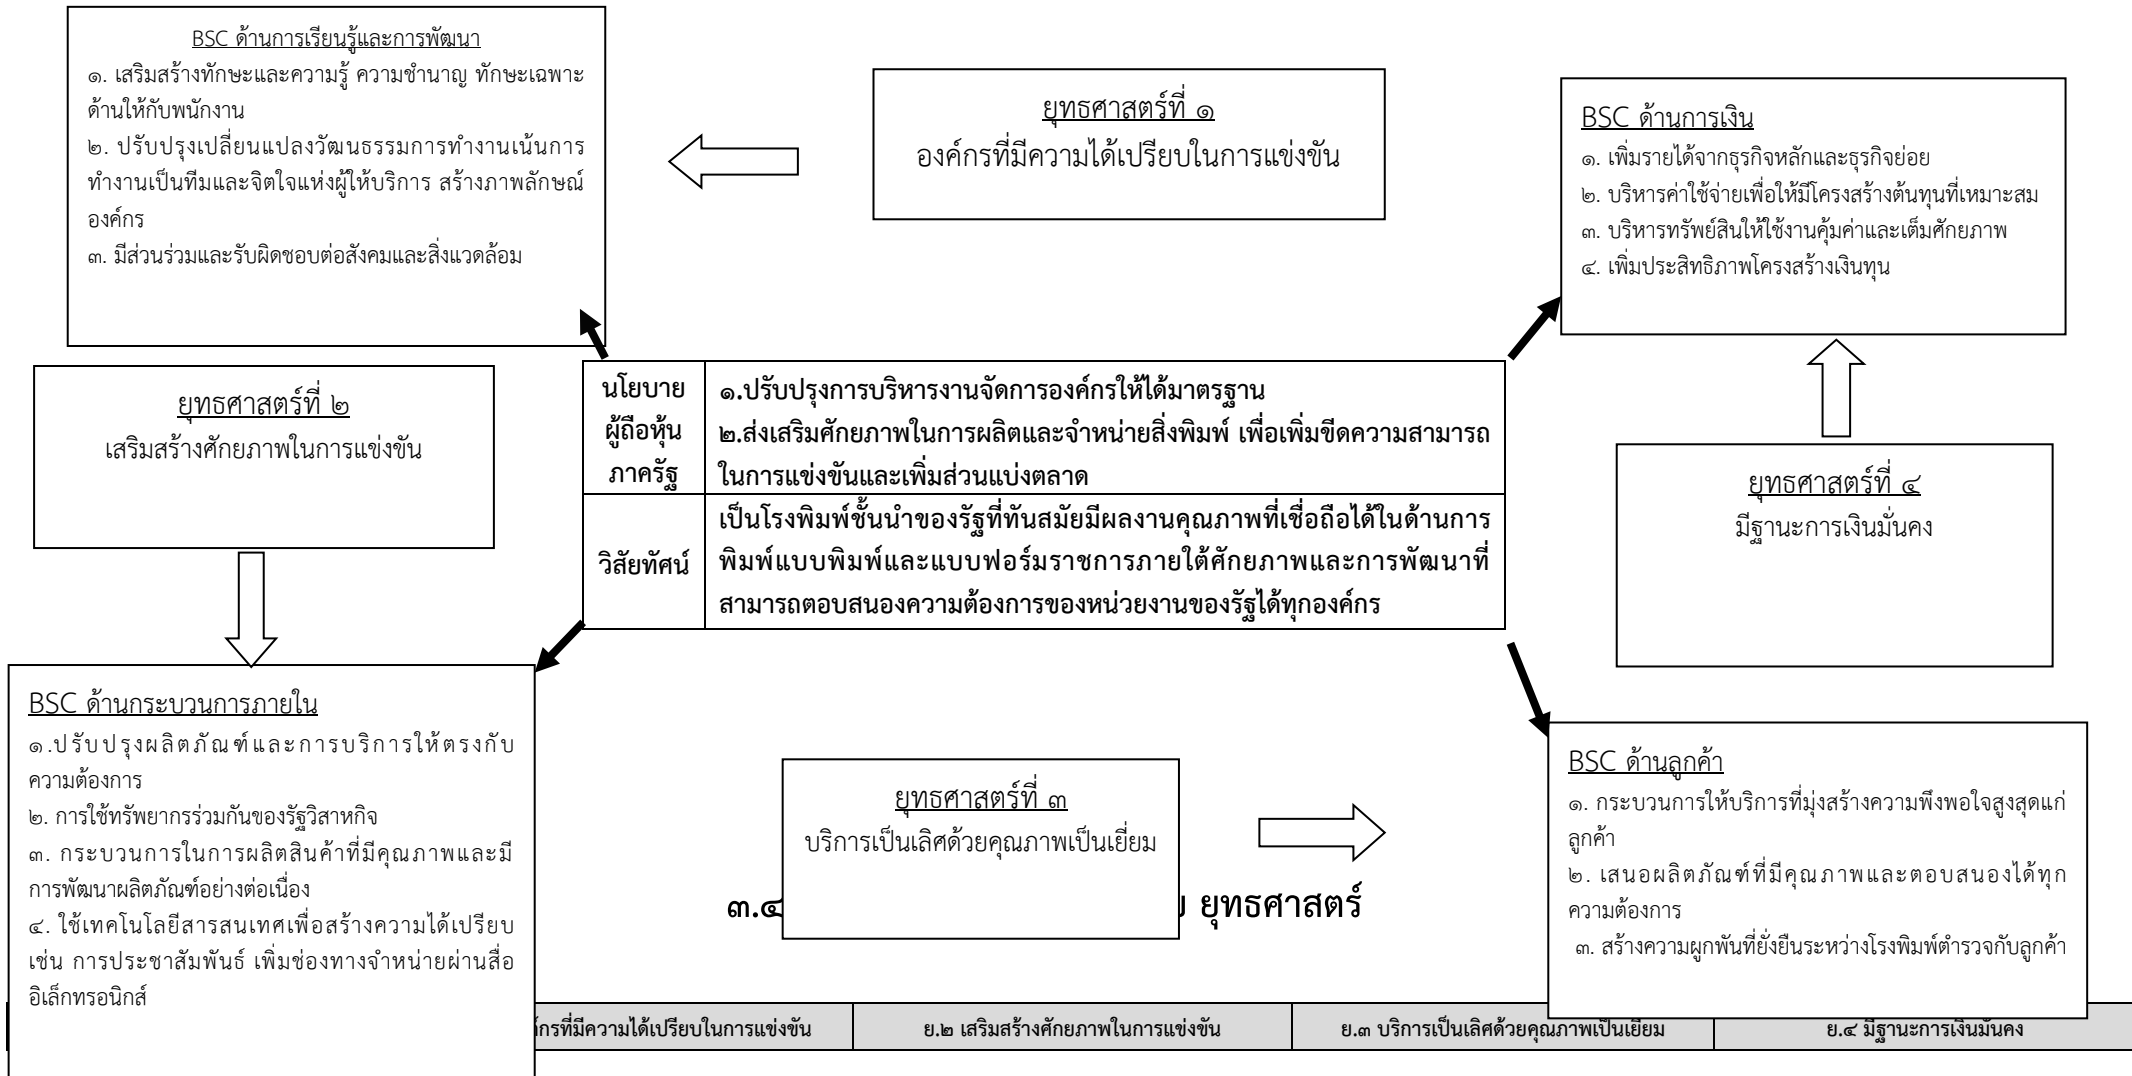 BSC ด้านการเรียนรู้และการพัฒนา
๑. เสริมสร้างทักษะและความรู้ ความชำนาญ ทักษะเฉพาะ
ด้านให้กับพนักงาน
๒. ปรับปรุงเปลี่ยนแปลงวัฒนธรรมการทำงานเน้นการ
ทำงานเป็นทีมและจิตใจแห่งผู้ให้บริการ สร้างภาพลักษณ์
องค์กร
๓. มีส่วนร่วมและรับผิดชอบต่อสังคมและสิ่งแวดล้อม
ยุทธศาสตร์ที่ ๑
องค์กรที่มีความได้เปรียบในการแข่งขัน
BSC ด้านการเงิน
๑. เพิ่มรายได้จากธุรกิจหลักและธุรกิจย่อย
๒. บริหารค่าใช้จ่ายเพื่อให้มีโครงสร้างต้นทุนที่เหมาะสม
๓. บริหารทรัพย์สินให้ใช้งานคุ้มค่าและเต็มศักยภาพ
๔. เพิ่มประสิทธิภาพโครงสร้างเงินทุน
ยุทธศาสตร์ที่ ๒
เสริมสร้างศักยภาพในการแข่งขัน
นโยบาย
ผู้ถือหุ้น
ภาครัฐ
๑.ปรับปรุงการบริหารงานจัดการองค์กรให้ได้มาตรฐาน
๒.ส่งเสริมศักยภาพในการผลิตและจำหน่ายสิ่งพิมพ์ เพื่อเพิ่มขีดความสามารถ
ในการแข่งขันและเพิ่มส่วนแบ่งตลาด
วิสัยทัศน์
เป็นโรงพิมพ์ชั้นนำของรัฐที่ทันสมัยมีผลงานคุณภาพที่เชื่อถือได้ในด้านการ
พิมพ์แบบพิมพ์และแบบฟอร์มราชการภายใต้ศักยภาพและการพัฒนาที่
สามารถตอบสนองความต้องการของหน่วยงานของรัฐได้ทุกองค์กร
ยุทธศาสตร์ที่ ๔
มีฐานะการเงินมั่นคง
BSC ด้านกระบวนการภายใน
๑.ปรับปรุงผลิตภัณฑ์และการบริการให้ตรงกับ
ความต้องการ
๒. การใช้ทรัพยากรร่วมกันของรัฐวิสาหกิจ
๓. กระบวนการในการผลิตสินค้าที่มีคุณภาพและมี
การพัฒนาผลิตภัณฑ์อย่างต่อเนื่อง
๔. ใช้เทคโนโลยีสารสนเทศเพื่อสร้างความได้เปรียบ
เช่น การประชาสัมพันธ์ เพิ่มช่องทางจำหน่ายผ่านสื่อ
อิเล็กทรอนิกส์
ยุทธศาสตร์ที่ ๓
บริการเป็นเลิศด้วยคุณภาพเป็นเยี่ยม
BSC ด้านลูกค้า
๑. กระบวนการให้บริการที่มุ่งสร้างความพึงพอใจสูงสุดแก่
ลูกค้า
๒. เสนอผลิตภัณฑ์ที่มีคุณภาพและตอบสนองได้ทุก
ความต้องการ
๓. สร้างความผูกพันที่ยั่งยืนระหว่างโรงพิมพ์ตำรวจกับลูกค้า
๓.๔ ยุทธศาสตร์
ที่มีความได้เปรียบในการแข่งขัน
ย.๒ เสริมสร้างศักยภาพในการแข่งขัน
ย.๓ บริการเป็นเลิศด้วยคุณภาพเป็นเยี่ยม
ย.๔ มีฐานะการเงินมั่นคง